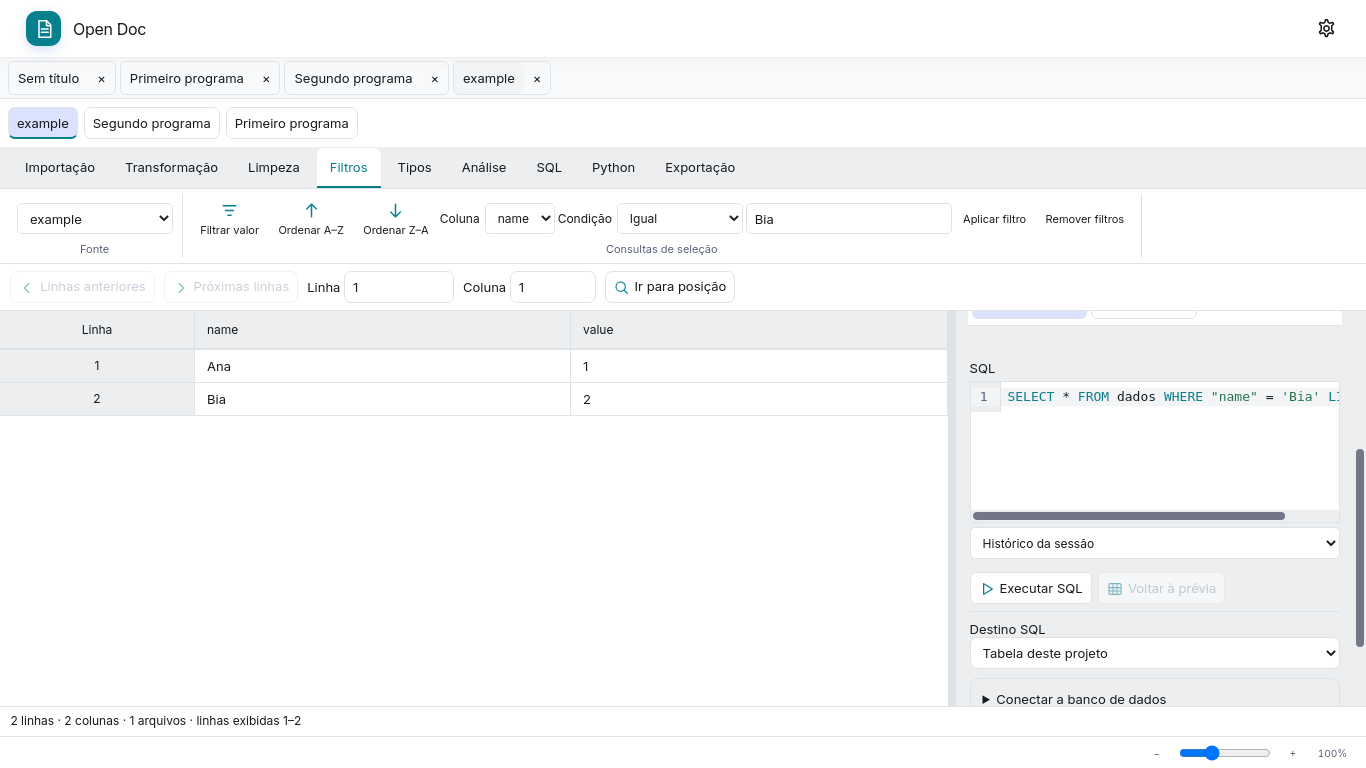 Open Doc
Sem título × Primeiro programa × Segundo programa × example ×
example Segundo programa Primeiro programa
Importação Transformação Limpeza Filtros Tipos Análise SQL Python Exportação
example Filtrar valor Ordenar A–Z Ordenar Z–A Coluna name Condição Igual Bia Aplicar filtro Remover filtros
Fonte Consultas de seleção
Linhas anteriores Próximas linhas Linha 1 Coluna 1 Ir para posição
Linha name value
1 Ana 1
2 Bia 2
SQL
1 SELECT * FROM dados WHERE "name" = 'Bia'
Histórico da sessão
Executar SQL Voltar à prévia
Destino SQL
Tabela deste projeto
Conectar a banco de dados
2 linhas · 2 colunas · 1 arquivos · linhas exibidas 1–2
− + 100%